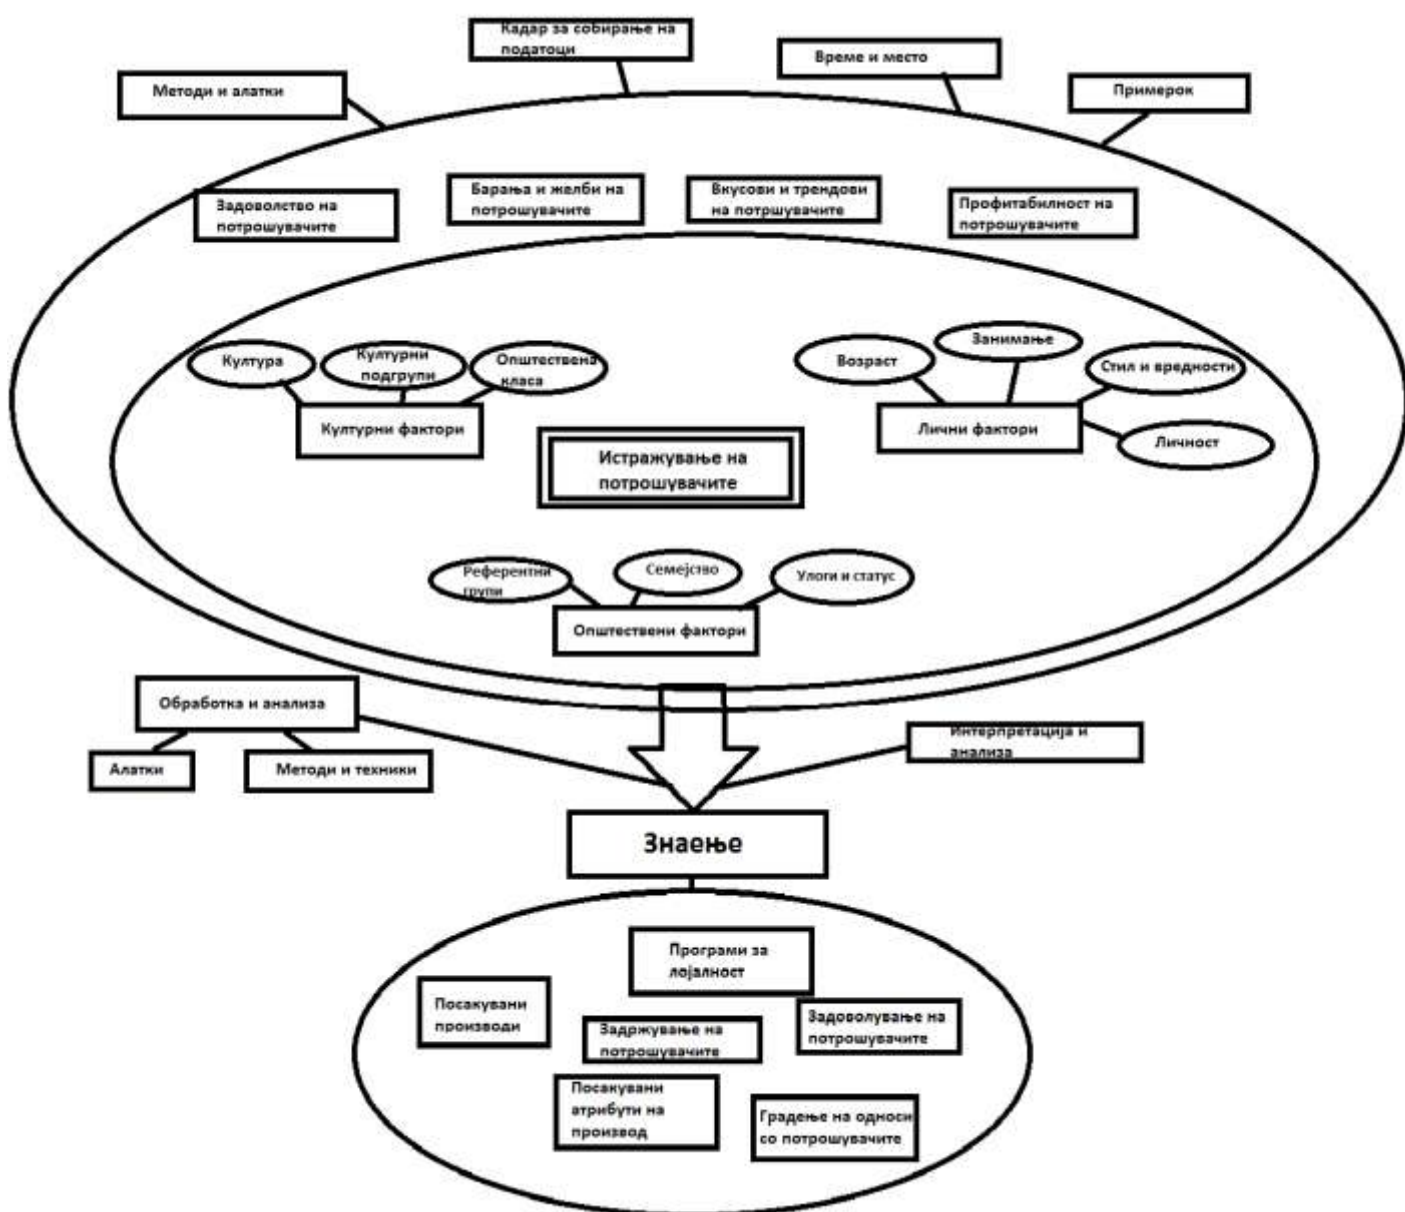 Кадар за собирање на
податоци
Време и место
Методи и алатки
Примерок
Задоволство на
потрошувачите
Барања и желби на
потрошувачите
Вкусови и трендови
на потршувачите
Профитабилност на
потрошувачите
Култура
Културни
подгрупи
Општествена
класа
Културни фактори
Возраст
Занимање
Стил и вредности
Лични фактори
Личност
Истражување на
потрошувачите
Референтни
групи
Семејство
Улоги и статус
Општествени фактори
Обработка и анализа
Алатки
Методи и техники
Интерпретација и
анализа
Знаење
Програми за
лојалност
Посакувани
производи
Задржување на
потрошувачите
Задоволување на
потрошувачите
Посакувани
атрибути на
производ
Градење на односи
со потрошувачите